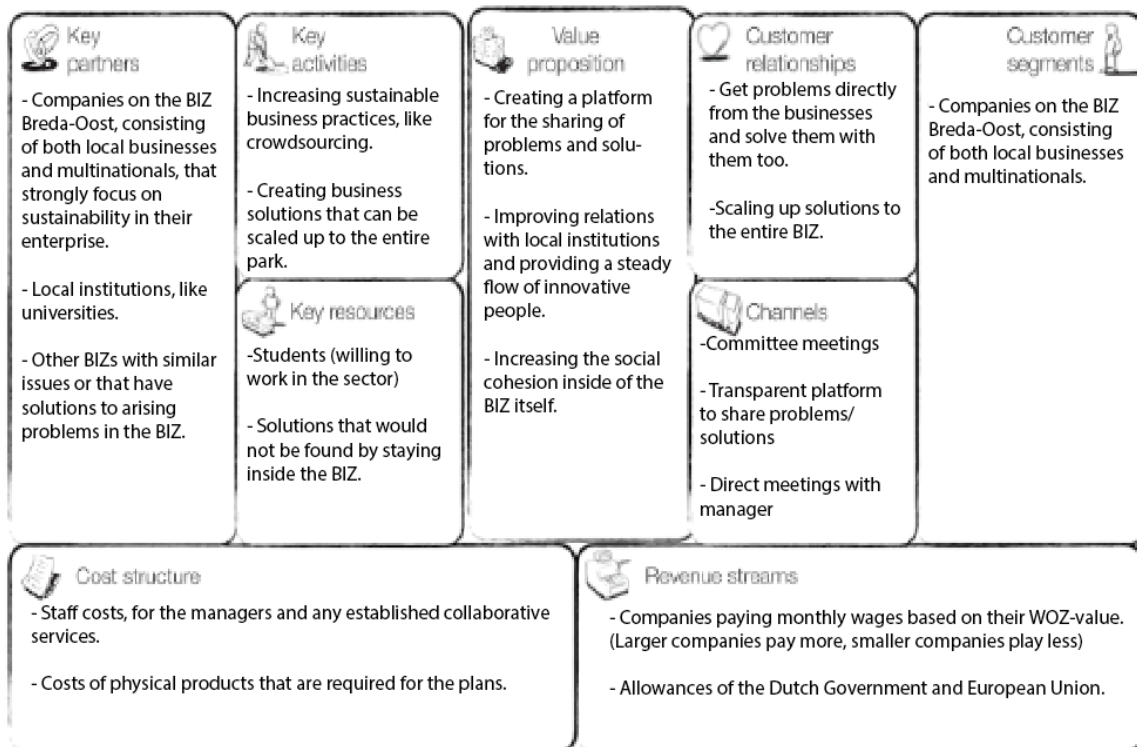 Key
partners
- Companies on the BIZ
Breda-Oost, consisting
of both local businesses
and multinationals, that
strongly focus on
sustainability in their
enterprise.
- Local institutions, like
universities.
- Other BIZs with similar
issues or that have
solutions to arising
problems in the BIZ.
Key
activities
- Increasing sustainable
business practices, like
crowdsourcing.
- Creating business
solutions that can be
scaled up to the entire
park.
Key resources
-Students (willing to
work in the sector)
- Solutions that would
not be found by staying
inside the BIZ.
Value
proposition
- Creating a platform
for the sharing of
problems and solu-
tions.
- Improving relations
with local institutions
and providing a steady
flow of innovative
people.
- Increasing the social
cohesion inside of the
BIZ itself.
Customer
relationships
- Get problems directly
from the businesses
and solve them with
them too.
-Scaling up solutions to
the entire BIZ.
Channels
-Committee meetings
- Transparent platform
to share problems/
solutions
- Direct meetings with
manager
Customer
segments
- Companies on the BIZ
Breda-Oost, consisting
of both local businesses
and multinationals.
Cost structure
- Staff costs, for the managers and any established collaborative
services.
- Costs of physical products that are required for the plans.
Revenue streams
- Companies paying monthly wages based on their WOZ-value.
(Larger companies pay more, smaller companies play less)
- Allowances of the Dutch Government and European Union.